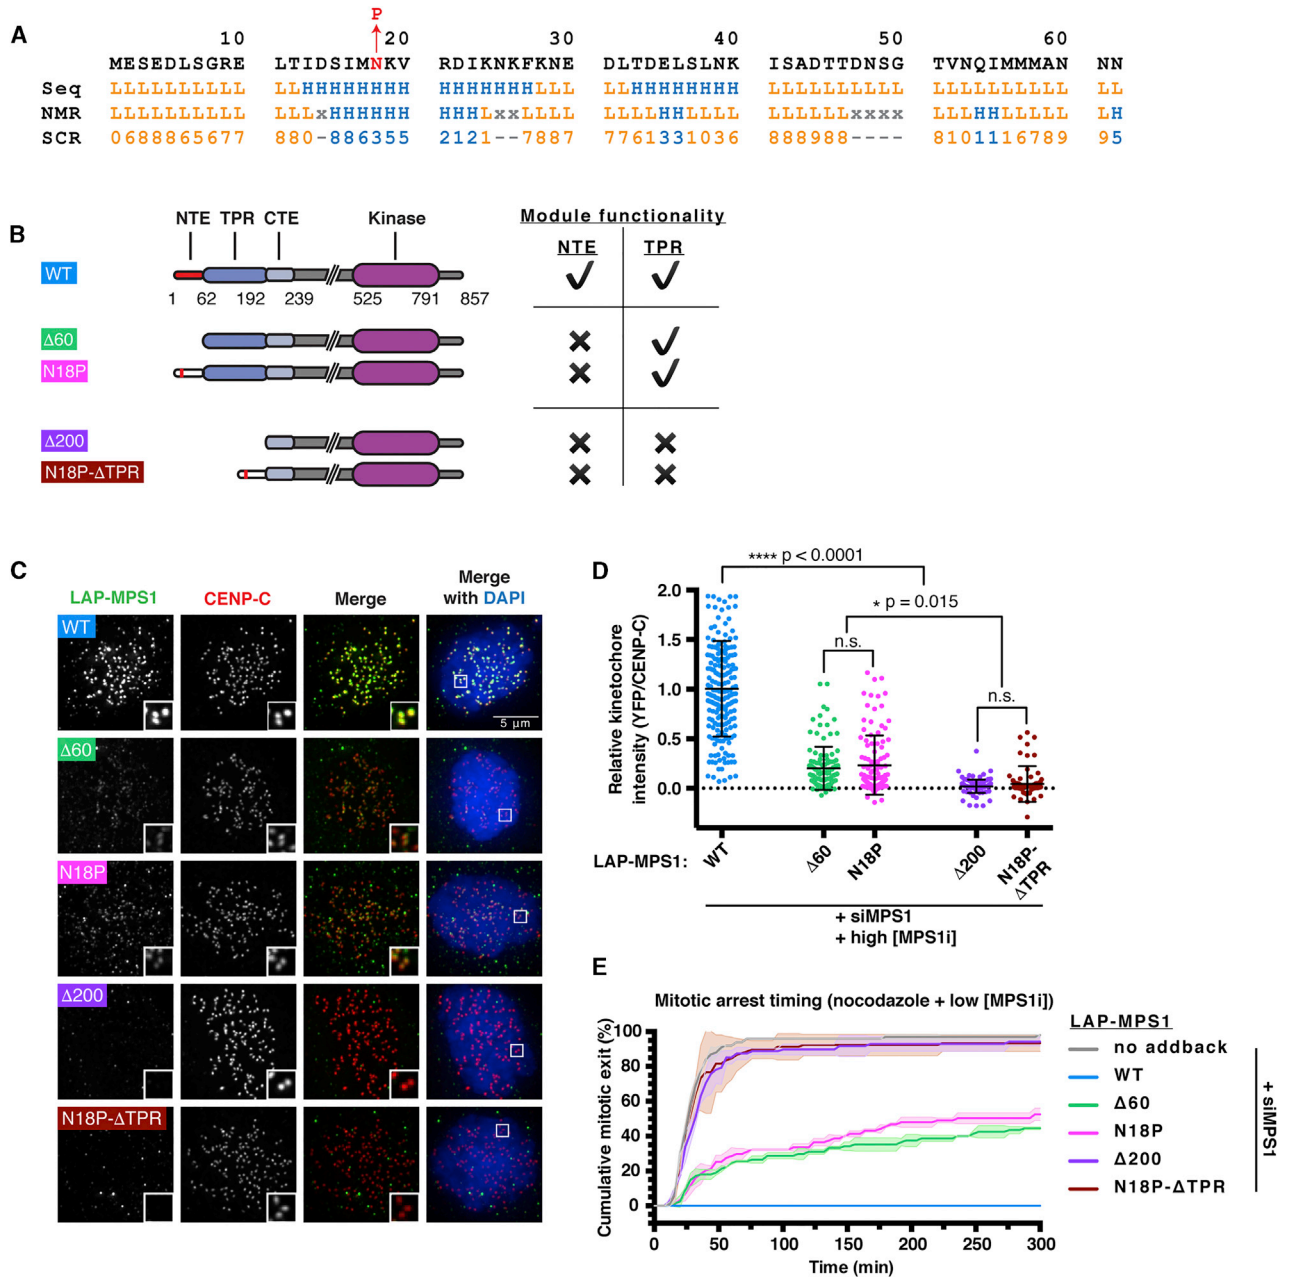 A
P
10 20 30 40 50 60
MESEDLSGRE LTIDSIMNKV RDIKNKFKNE DLTDELSLNK ISADTTDNSG TVNQIMMMAN NN
Seq LLLLLLLLLL LLHHHHHHHH HHHHHHHLLL LLHHHHHHHH LLLLLLLLLL LLLLLLLLLL LL
NMR LLLLLLLLLL LLLxHHHHHH HHHLxxLLLL LLLLHHLLLL LLLLLLxxxx LLLHHLLLLL LH
SCR 0688865677 880-886355 2121--7887 7761331036 888988---- 8101116789 95
B
NTE TPR CTE Kinase
Module functionality
NTE TPR
WT
1 62 192 239 525 791 857
Δ60
N18P
Δ200
N18P-ΔTPR
C
LAP-MPS1 CENP-C Merge Merge with DAPI
WT
5 µm
Δ60
N18P
Δ200
N18P-ΔTPR
D
**** p < 0.0001
* p = 0.015
n.s.
n.s.
Relative kinetochore
intensity (YFP/CENP-C)
2.0
1.5
1.0
0.5
0.0
LAP-MPS1: WT Δ60 N18P Δ200 N18P-ΔTPR
+ siMPS1
+ high [MPS1i]
E
Mitotic arrest timing (nocodazole + low [MPS1i])
Cumulative mitotic exit (%)
100
80
60
40
20
0
0 50 100 150 200 250 300
Time (min)
LAP-MPS1
no addback
WT
Δ60
N18P
Δ200
N18P-ΔTPR
+ siMPS1